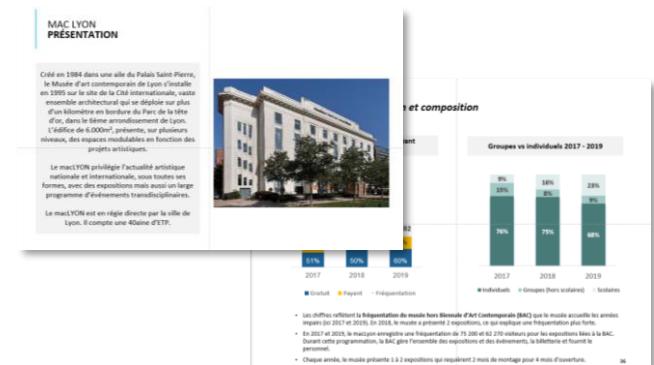 MAC LYON
PRÉSENTATION
Créé en 1984 dans une aile du Palais Saint-Pierre,
le Musée d'art contemporain de Lyon s'installe
en 1995 sur le site de la Cité internationale, vaste
ensemble architectural qui se déploie sur plus
d'un kilomètre en bordure du Parc de la tête
d'or, dans le 6ème arrondissement de Lyon.
L'édifice de 6.000m², présente, sur plusieurs
niveaux, des espaces modulables en fonction des
projets artistiques.
Le macLYON privilégie l'actualité artistique
nationale et internationale, sous toutes ses
formes, avec des expositions mais aussi un large
programme d'événements transdisciplinaires.
Le macLYON est en régie directe par la ville de
Lyon. Il compte une 40aine d'ETP.
et composition
Groupes vs individuels 2017 - 2019
9%
15%
76%
16%
8%
75%
23%
9%
68%
2017
2018
2019
Individuels
Groupes (hors scolaires)
Scolaires
51%
50%
60%
2017
2018
2019
Gratuit
Payant
Fréquentation
• Les chiffres reflètent la fréquentation du musée hors Biennale d'Art Contemporain (BAC) que le musée accueille les années
impairs (ici 2017 et 2019). En 2018, le musée a présenté 2 expositions, ce qui explique une fréquentation plus forte.
• En 2017 et 2019, le macLyon enregistre une fréquentation de 75 200 et 62 270 visiteurs pour les expositions liées à la BAC.
Durant cette programmation, la BAC gère l'ensemble des expositions et des événements, la billetterie et fournit le
personnel.
• Chaque année, le musée présente 1 à 2 expositions qui requièrent 2 mois de montage pour 4 mois d'ouverture.
36